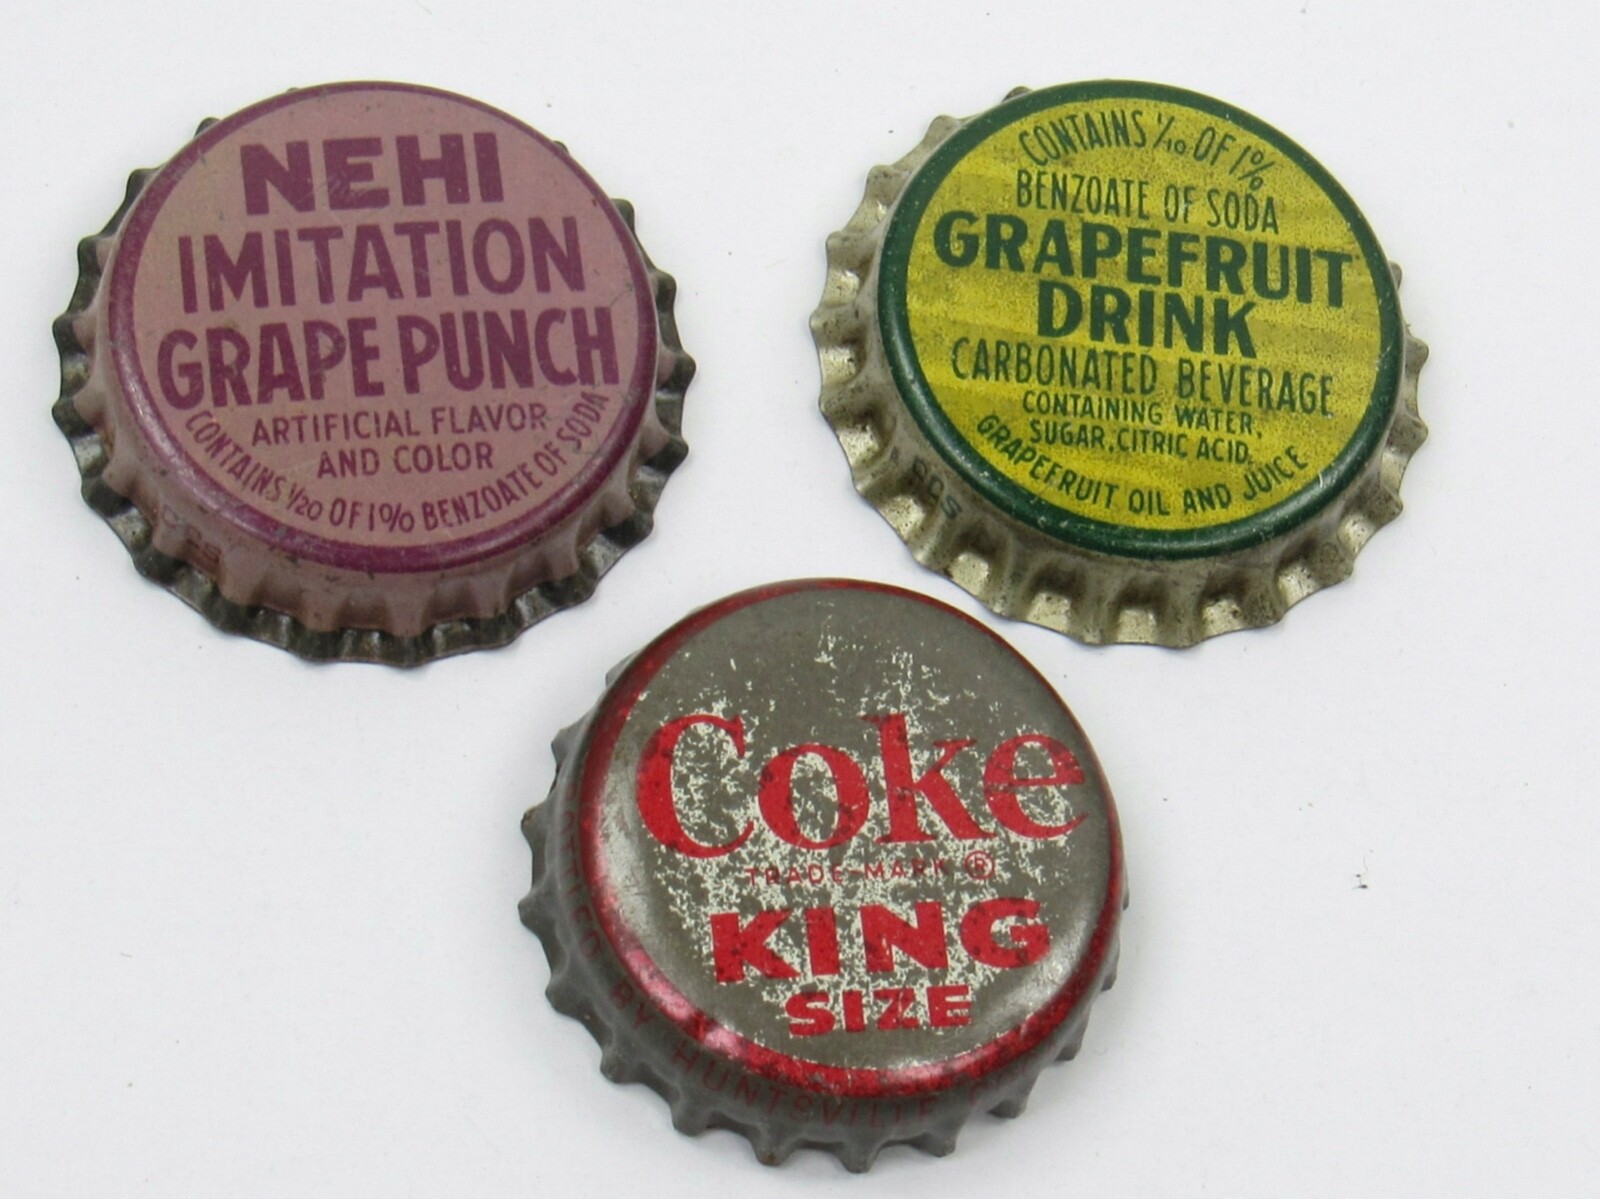 NEHI
IMITATION
GRAPE PUNCH
ARTIFICIAL FLAVOR
AND COLOR
CONTAINS 1/20 OF 1% BENZOATE OF SODA
CONTAINS 1/10 OF 1%
BENZOATE OF SODA
GRAPEFRUIT
DRINK
CARBONATED BEVERAGE
CONTAINING WATER,
SUGAR, CITRIC ACID,
GRAPEFRUIT OIL AND JUICE
Coke
TRADE-MARK ®
KING
SIZE
BY HUNTSVILLE